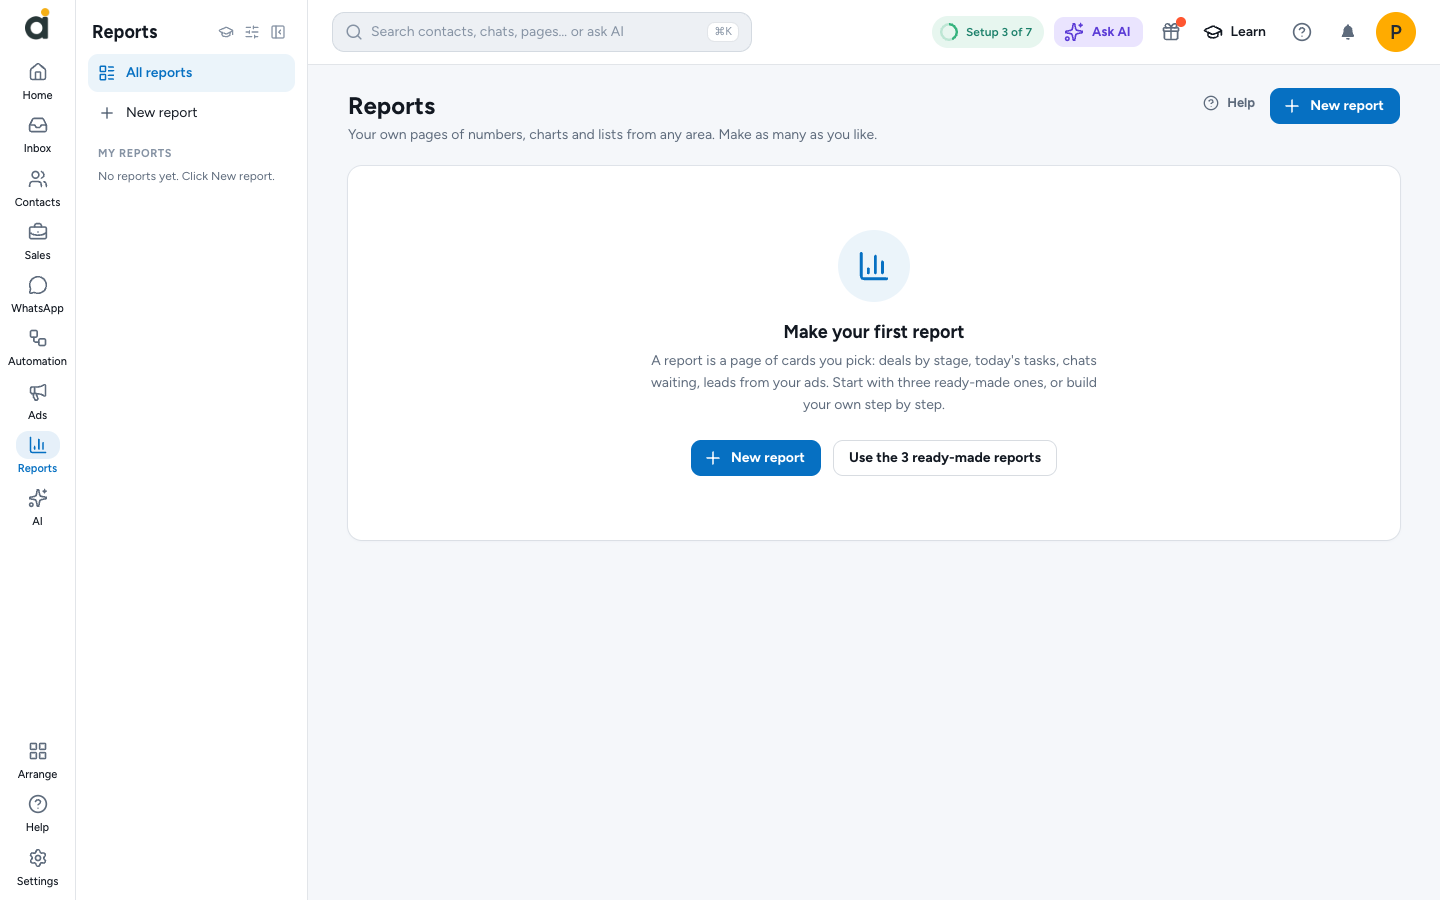 Reports
All reports
New report
MY REPORTS
No reports yet. Click New report.
Home
Inbox
Contacts
Sales
WhatsApp
Automation
Ads
Reports
AI
Arrange
Help
Settings
Search contacts, chats, pages... or ask AI
⌘K
Setup 3 of 7
Ask AI
Learn
P
Reports
Your own pages of numbers, charts and lists from any area. Make as many as you like.
Help
New report
Make your first report
A report is a page of cards you pick: deals by stage, today's tasks, chats
waiting, leads from your ads. Start with three ready-made ones, or build
your own step by step.
New report
Use the 3 ready-made reports